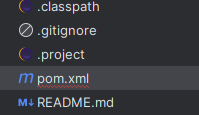 .classpath
.gitignore
.project
pom.xml
README.md